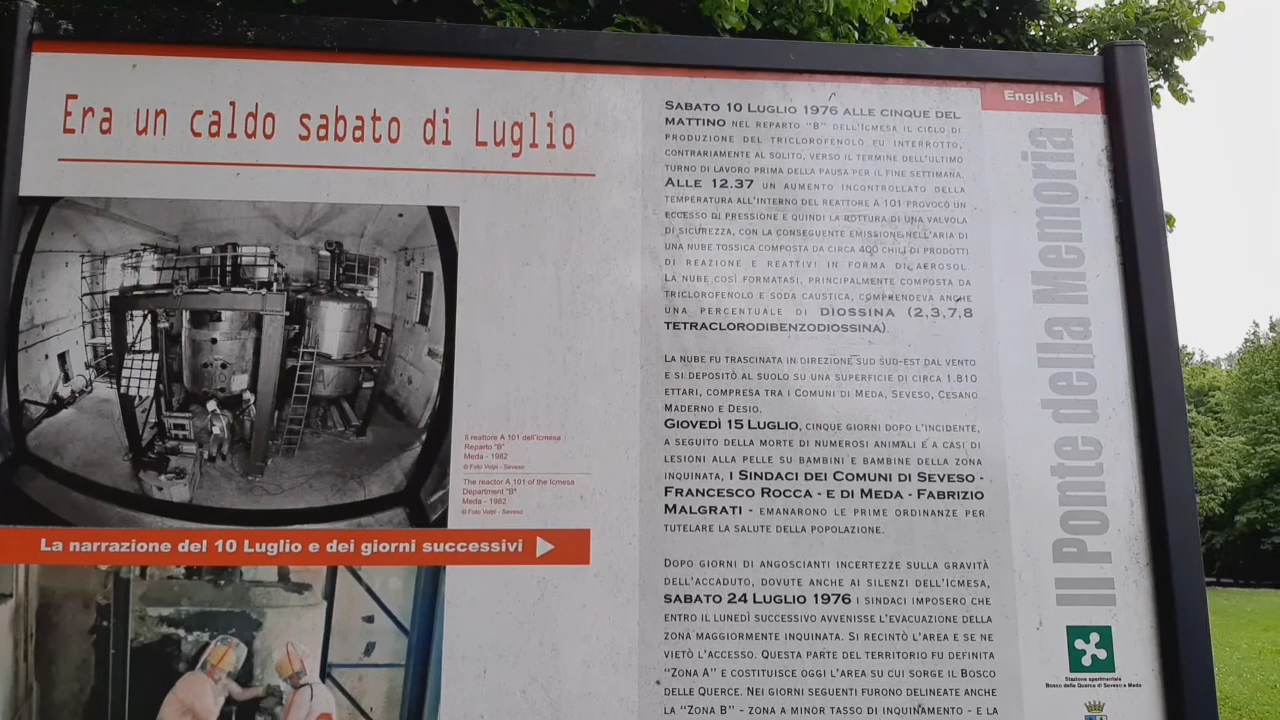 Era un caldo sabato di Luglio
Il reattore A 101 dell'Icmesa
Reparto "B"
Meda - 1982
© Foto Volpi - Seveso
The reactor A 101 of the Icmesa
Department "B"
Meda - 1982
© Foto Volpi - Seveso
La narrazione del 10 Luglio e dei giorni successivi
SABATO 10 LUGLIO 1976 ALLE CINQUE DEL
MATTINO NEL REPARTO "B" DELL'ICMESA IL CICLO DI
PRODUZIONE DEL TRICLOROFENOLO FU INTERROTTO,
CONTRARIAMENTE AL SOLITO, VERSO IL TERMINE DELL'ULTIMO
TURNO DI LAVORO PRIMA DELLA PAUSA PER IL FINE SETTIMANA.
ALLE 12.37 UN AUMENTO INCONTROLLATO DELLA
TEMPERATURA ALL'INTERNO DEL REATTORE A 101 PROVOCÒ UN
ECCESSO DI PRESSIONE E QUINDI LA ROTTURA DI UNA VALVOLA
DI SICUREZZA, CON LA CONSEGUENTE EMISSIONE NELL'ARIA DI
UNA NUBE TOSSICA COMPOSTA DA CIRCA 400 CHILI DI PRODOTTI
DI REAZIONE E REATTIVI IN FORMA DI AEROSOL.
LA NUBE COSÌ FORMATASI, PRINCIPALMENTE COMPOSTA DA
TRICLOROFENOLO E SODA CAUSTICA, COMPRENDEVA ANCHE
UNA PERCENTUALE DI DIOSSINA (2,3,7,8
TETRACLORODIBENZODIOSSINA).
LA NUBE FU TRASCINATA IN DIREZIONE SUD SUD-EST DAL VENTO
E SI DEPOSITÒ AL SUOLO SU UNA SUPERFICIE DI CIRCA 1.810
ETTARI, COMPRESA TRA I COMUNI DI MEDA, SEVESO, CESANO
MADERNO E DESIO.
GIOVEDÌ 15 LUGLIO, CINQUE GIORNI DOPO L'INCIDENTE,
A SEGUITO DELLA MORTE DI NUMEROSI ANIMALI E A CASI DI
LESIONI ALLA PELLE SU BAMBINI E BAMBINE DELLA ZONA
INQUINATA, I SINDACI DEI COMUNI DI SEVESO -
FRANCESCO ROCCA - E DI MEDA - FABRIZIO
MALGRATI - EMANARONO LE PRIME ORDINANZE PER
TUTELARE LA SALUTE DELLA POPOLAZIONE.
DOPO GIORNI DI ANGOSCIANTI INCERTEZZE SULLA GRAVITÀ
DELL'ACCADUTO, DOVUTE ANCHE AI SILENZI DELL'ICMESA,
SABATO 24 LUGLIO 1976 I SINDACI IMPOSERO CHE
ENTRO IL LUNEDÌ SUCCESSIVO AVVENISSE L'EVACUAZIONE DELLA
ZONA MAGGIORMENTE INQUINATA. SI RECINTÒ L'AREA E SE NE
VIETÒ L'ACCESSO. QUESTA PARTE DEL TERRITORIO FU DEFINITA
"ZONA A" E COSTITUISCE OGGI L'AREA SU CUI SORGE IL BOSCO
DELLE QUERCE. NEI GIORNI SEGUENTI FURONO DELINEATE ANCHE
LA "ZONA B" - ZONA A MINOR TASSO DI INQUINAMENTO - E LA
English
Il Ponte della Memoria
Stazione sperimentale
Bosco delle Querce di Seveso e Meda